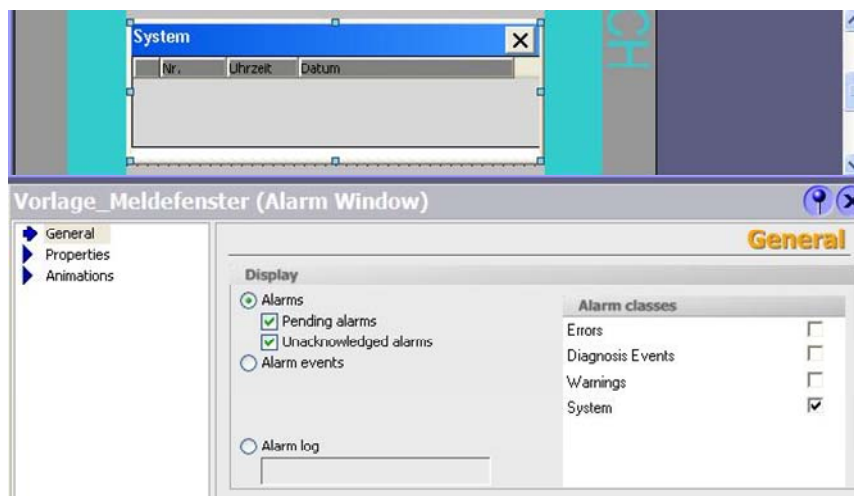 System
Nr. Uhrzeit Datum
CH
Vorlage_Meldefenster (Alarm Window)
General
Properties
Animations
General
Display
Alarms
Pending alarms
Unacknowledged alarms
Alarm events
Alarm log
Alarm classes
Errors
Diagnosis Events
Warnings
System